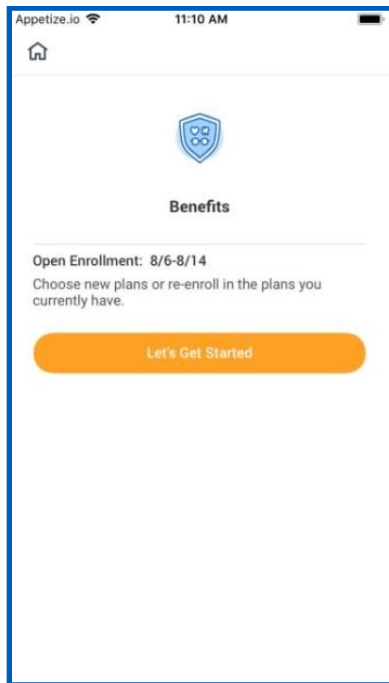 Appetize.io 11:10 AM
Benefits
Open Enrollment: 8/6-8/14
Choose new plans or re-enroll in the plans you
currently have.
Let's Get Started